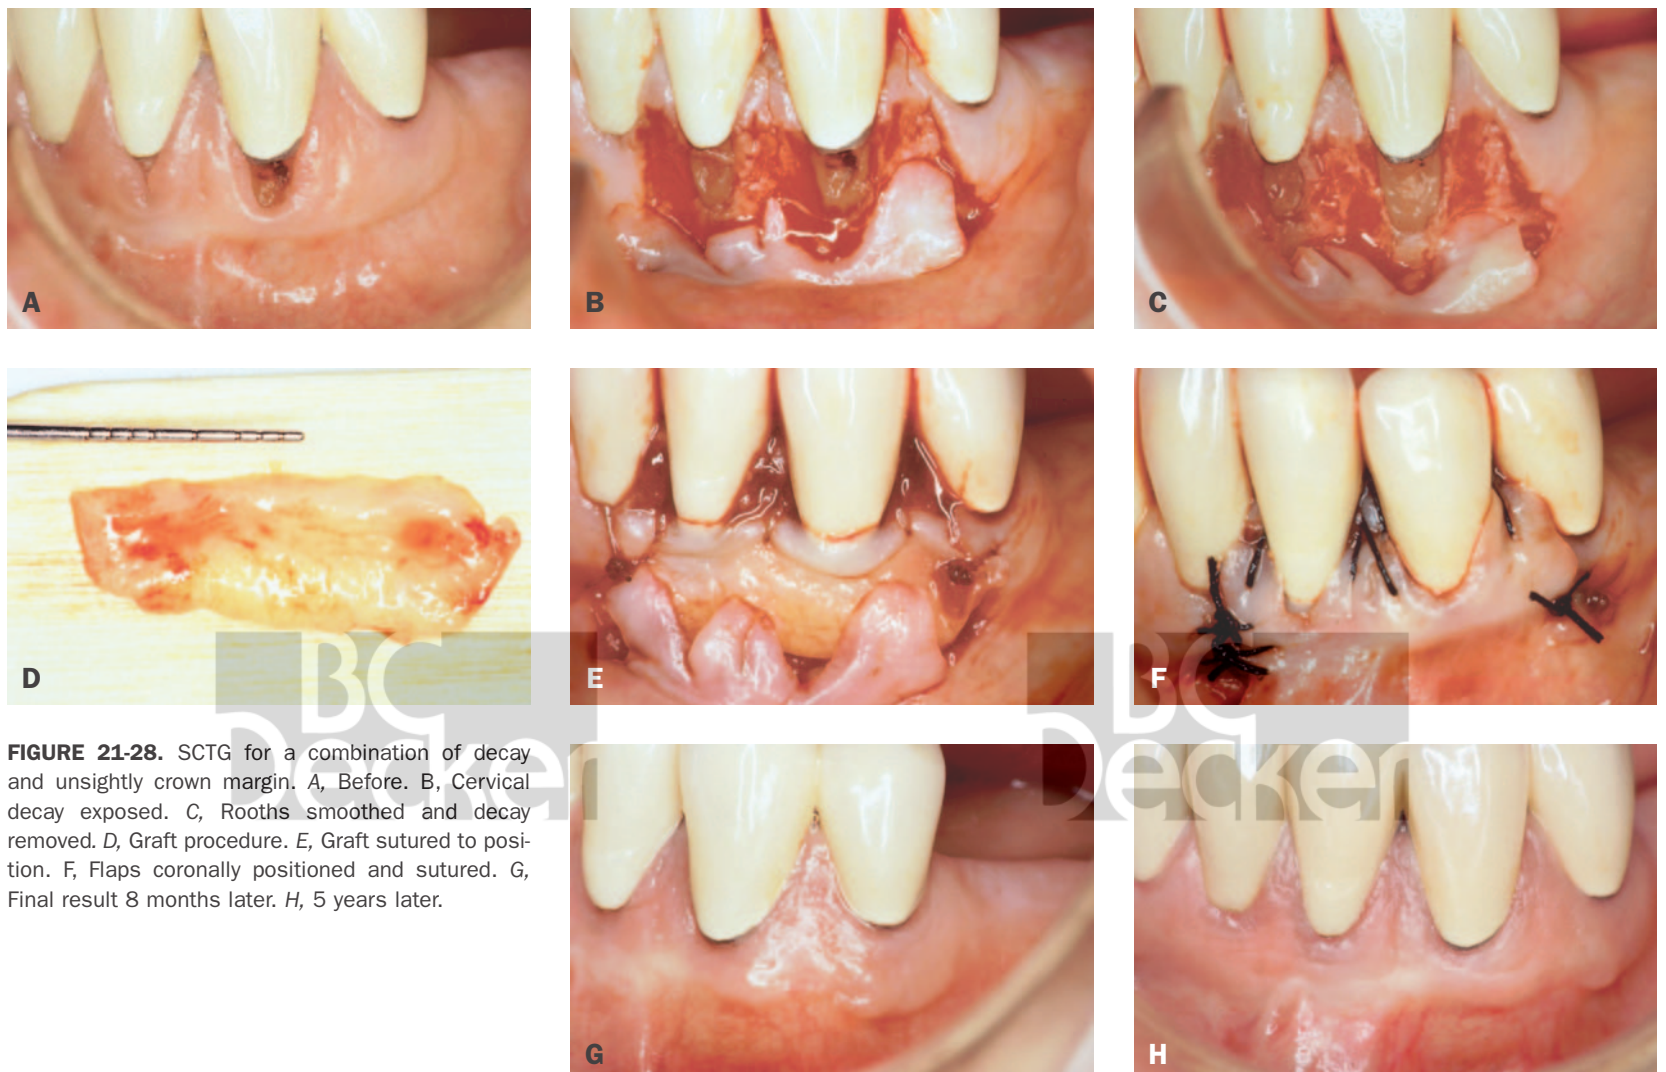 A
B
C
D
E
F
BC
Decker
BC
Decker
FIGURE 21-28. SCTG for a combination of decay
and unsightly crown margin. A, Before. B, Cervical
decay exposed. C, Rooths smoothed and decay
removed. D, Graft procedure. E, Graft sutured to posi-
tion. F, Flaps coronally positioned and sutured. G,
Final result 8 months later. H, 5 years later.
G
H